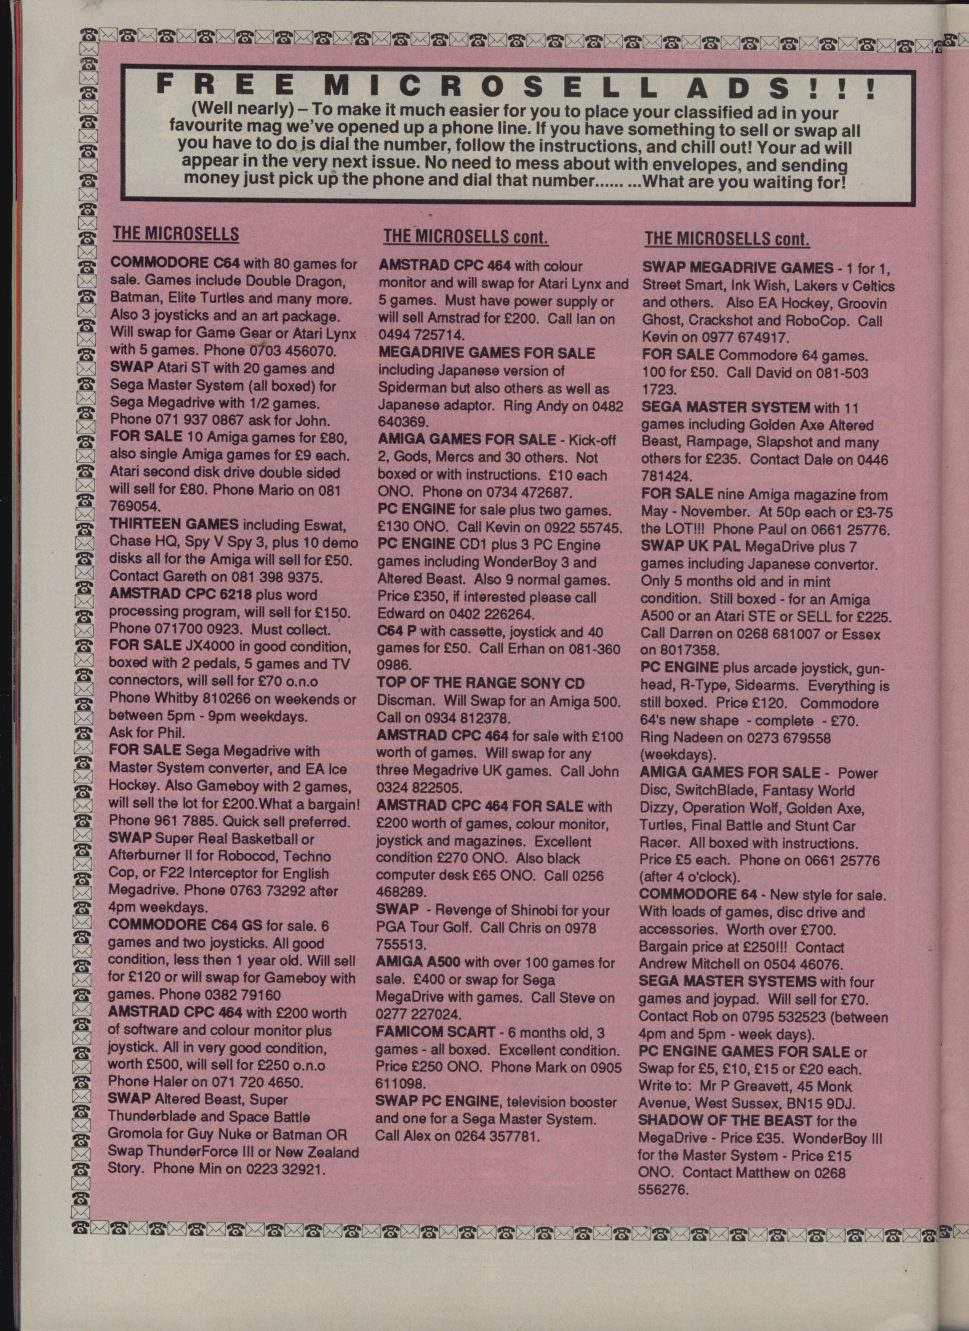 FREE MICROSELL ADS!!!
(Well nearly) – To make it much easier for you to place your classified ad in your
favourite mag we've opened up a phone line. If you have something to sell or swap all
you have to do is dial the number, follow the instructions, and chill out! Your ad will
appear in the very next issue. No need to mess about with envelopes, and sending
money just pick up the phone and dial that number...... ...What are you waiting for!
THE MICROSELLS
COMMODORE C64 with 80 games for
sale. Games include Double Dragon,
Batman, Elite Turtles and many more.
Also 3 joysticks and an art package.
Will swap for Game Gear or Atari Lynx
with 5 games. Phone 0703 456070.
SWAP Atari ST with 20 games and
Sega Master System (all boxed) for
Sega Megadrive with 1/2 games.
Phone 071 937 0867 ask for John.
FOR SALE 10 Amiga games for £80,
also single Amiga games for £9 each.
Atari second disk drive double sided
will sell for £80. Phone Mario on 081
769054.
THIRTEEN GAMES including Eswat,
Chase HQ, Spy V Spy 3, plus 10 demo
disks all for the Amiga will sell for £50.
Contact Gareth on 081 398 9375.
AMSTRAD CPC 6218 plus word
processing program, will sell for £150.
Phone 071700 0923. Must collect.
FOR SALE JX4000 in good condition,
boxed with 2 pedals, 5 games and TV
connectors, will sell for £70 o.n.o
Phone Whitby 810266 on weekends or
between 5pm - 9pm weekdays.
Ask for Phil.
FOR SALE Sega Megadrive with
Master System converter, and EA Ice
Hockey. Also Gameboy with 2 games,
will sell the lot for £200.What a bargain!
Phone 961 7885. Quick sell preferred.
SWAP Super Real Basketball or
Afterburner II for Robocod, Techno
Cop, or F22 Interceptor for English
Megadrive. Phone 0763 73292 after
4pm weekdays.
COMMODORE C64 GS for sale. 6
games and two joysticks. All good
condition, less then 1 year old. Will sell
for £120 or will swap for Gameboy with
games. Phone 0382 79160
AMSTRAD CPC 464 with £200 worth
of software and colour monitor plus
joystick. All in very good condition,
worth £500, will sell for £250 o.n.o
Phone Haler on 071 720 4650.
SWAP Altered Beast, Super
Thunderblade and Space Battle
Gromola for Guy Nuke or Batman OR
Swap ThunderForce III or New Zealand
Story. Phone Min on 0223 32921.
THE MICROSELLS cont.
AMSTRAD CPC 464 with colour
monitor and will swap for Atari Lynx and
5 games. Must have power supply or
will sell Amstrad for £200. Call Ian on
0494 725714.
MEGADRIVE GAMES FOR SALE
including Japanese version of
Spiderman but also others as well as
Japanese adaptor. Ring Andy on 0482
640369.
AMIGA GAMES FOR SALE - Kick-off
2, Gods, Mercs and 30 others. Not
boxed or with instructions. £10 each
ONO. Phone on 0734 472687.
PC ENGINE for sale plus two games.
£130 ONO. Call Kevin on 0922 55745.
PC ENGINE CD1 plus 3 PC Engine
games including WonderBoy 3 and
Altered Beast. Also 9 normal games.
Price £350, if interested please call
Edward on 0402 226264.
C64 P with cassette, joystick and 40
games for £50. Call Erhan on 081-360
0986.
TOP OF THE RANGE SONY CD
Discman. Will Swap for an Amiga 500.
Call on 0934 812378.
AMSTRAD CPC 464 for sale with £100
worth of games. Will swap for any
three Megadrive UK games. Call John
0324 822505.
AMSTRAD CPC 464 FOR SALE with
£200 worth of games, colour monitor,
joystick and magazines. Excellent
condition £270 ONO. Also black
computer desk £65 ONO. Call 0256
468289.
SWAP - Revenge of Shinobi for your
PGA Tour Golf. Call Chris on 0978
755513.
AMIGA A500 with over 100 games for
sale. £400 or swap for Sega
MegaDrive with games. Call Steve on
0277 227024.
FAMICOM SCART - 6 months old, 3
games - all boxed. Excellent condition.
Price £250 ONO. Phone Mark on 0905
611098.
SWAP PC ENGINE, television booster
and one for a Sega Master System.
Call Alex on 0264 357781.
THE MICROSELLS cont.
SWAP MEGADRIVE GAMES - 1 for 1,
Street Smart, Ink Wish, Lakers v Celtics
and others. Also EA Hockey, Groovin
Ghost, Crackshot and RoboCop. Call
Kevin on 0977 674917.
FOR SALE Commodore 64 games.
100 for £50. Call David on 081-503
1723.
SEGA MASTER SYSTEM with 11
games including Golden Axe Altered
Beast, Rampage, Slapshot and many
others for £235. Contact Dale on 0446
781424.
FOR SALE nine Amiga magazine from
May - November. At 50p each or £3-75
the LOT!!! Phone Paul on 0661 25776.
SWAP UK PAL MegaDrive plus 7
games including Japanese convertor.
Only 5 months old and in mint
condition. Still boxed - for an Amiga
A500 or an Atari STE or SELL for £225.
Call Darren on 0268 681007 or Essex
on 8017358.
PC ENGINE plus arcade joystick, gun-
head, R-Type, Sidearms. Everything is
still boxed. Price £120. Commodore
64's new shape - complete - £70.
Ring Nadeen on 0273 679558
(weekdays).
AMIGA GAMES FOR SALE - Power
Disc, SwitchBlade, Fantasy World
Dizzy, Operation Wolf, Golden Axe,
Turtles, Final Battle and Stunt Car
Racer. All boxed with instructions.
Price £5 each. Phone on 0661 25776
(after 4 o'clock).
COMMODORE 64 - New style for sale.
With loads of games, disc drive and
accessories. Worth over £700.
Bargain price at £250!!! Contact
Andrew Mitchell on 0504 46076.
SEGA MASTER SYSTEMS with four
games and joypad. Will sell for £70.
Contact Rob on 0795 532523 (between
4pm and 5pm - week days).
PC ENGINE GAMES FOR SALE or
Swap for £5, £10, £15 or £20 each.
Write to: Mr P Greavett, 45 Monk
Avenue, West Sussex, BN15 9DJ.
SHADOW OF THE BEAST for the
MegaDrive - Price £35. WonderBoy III
for the Master System - Price £15
ONO. Contact Matthew on 0268
556276.